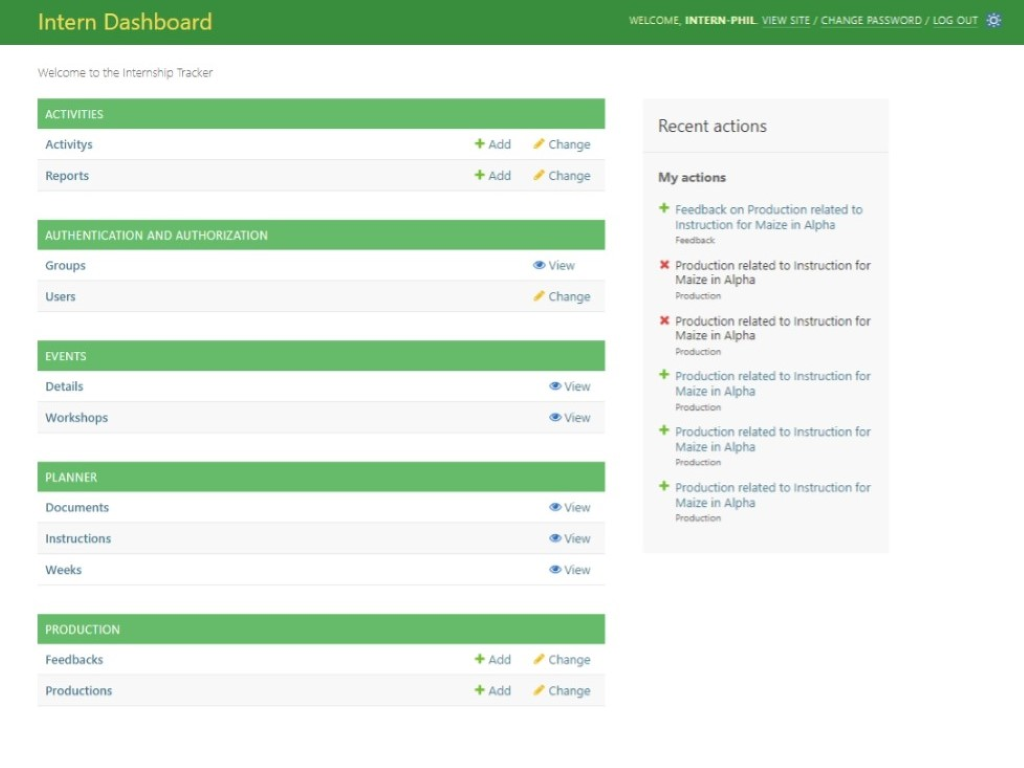 Intern Dashboard
WELCOME, INTERN-PHIL. VIEW SITE / CHANGE PASSWORD / LOG OUT
Welcome to the Internship Tracker
ACTIVITIES
Activitys Add Change
Reports Add Change
AUTHENTICATION AND AUTHORIZATION
Groups View
Users Change
EVENTS
Details View
Workshops View
PLANNER
Documents View
Instructions View
Weeks View
PRODUCTION
Feedbacks Add Change
Productions Add Change
Recent actions
My actions
Feedback on Production related to
Instruction for Maize in Alpha
Feedback
Production related to Instruction for
Maize in Alpha
Production
Production related to Instruction for
Maize in Alpha
Production
Production related to Instruction for
Maize in Alpha
Production
Production related to Instruction for
Maize in Alpha
Production
Production related to Instruction for
Maize in Alpha
Production